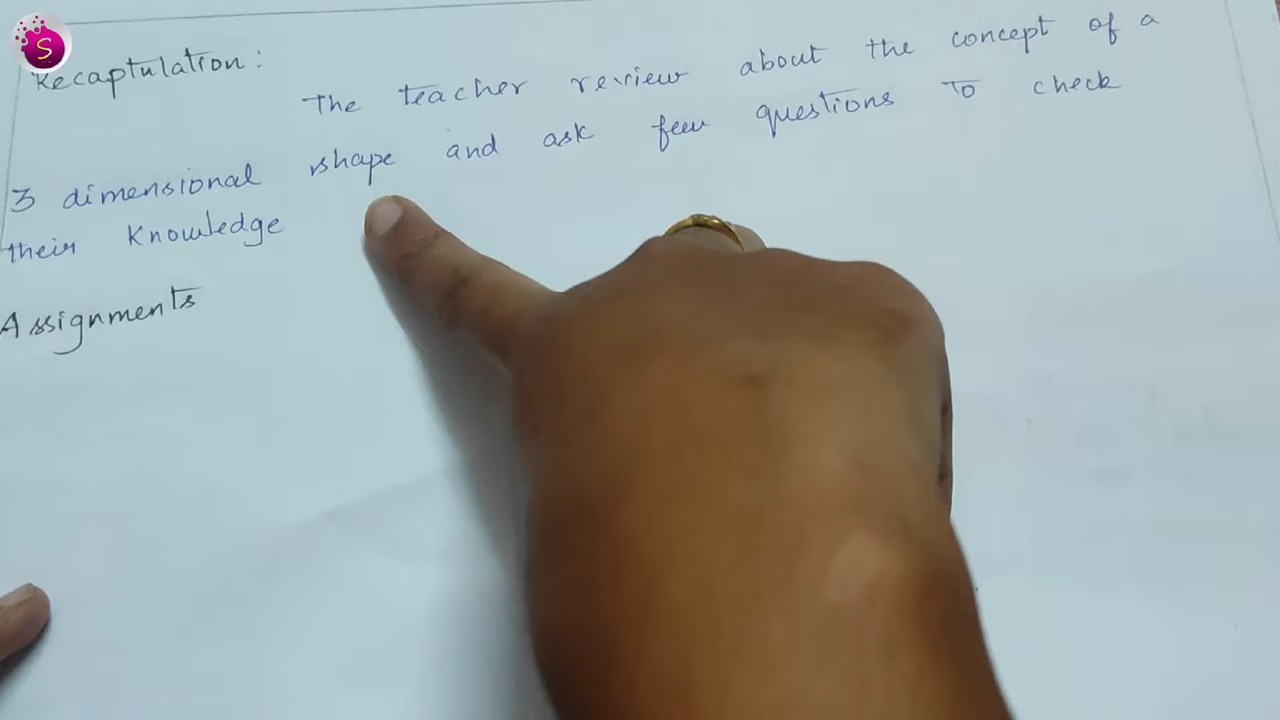 S
Recaptulation:
The teacher review about the concept of a
3 dimensional shape and ask few questions to check
their knowledge
Assignments